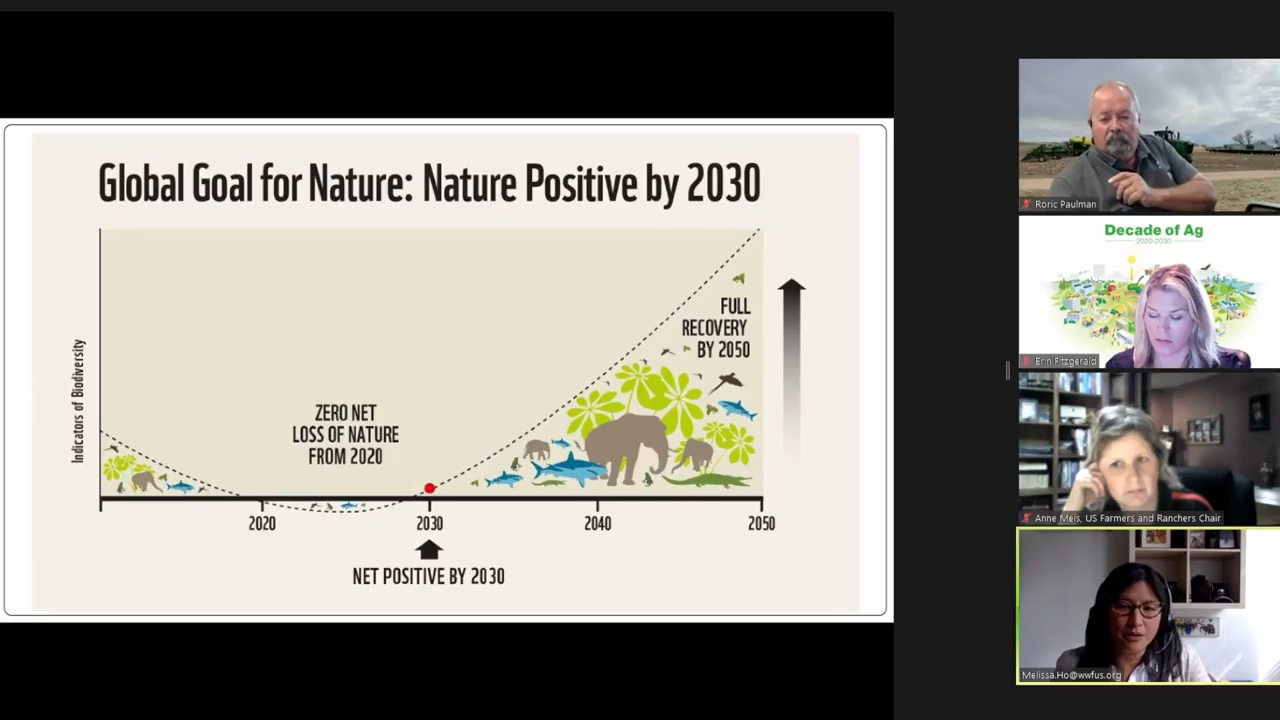 Global Goal for Nature: Nature Positive by 2030
Indicators of Biodiversity
ZERO NET
LOSS OF NATURE
FROM 2020
FULL
RECOVERY
BY 2050
2020
2030
2040
2050
NET POSITIVE BY 2030
Roric Paulman
Decade of Ag
2020-2030
Erin Fitzgerald
Anne Meis, US Farmers and Ranchers Chair
Melissa.Ho@wwfus.org